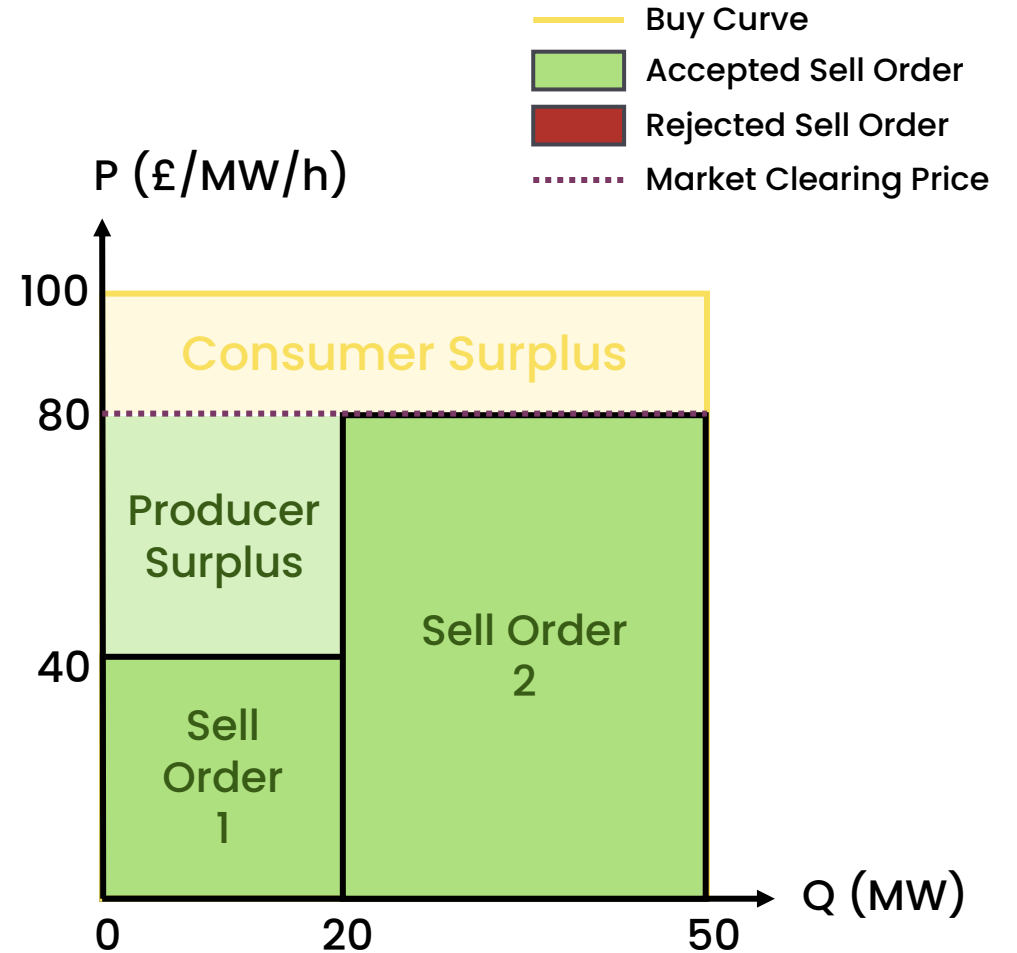 Buy Curve
Accepted Sell Order
Rejected Sell Order
Market Clearing Price
P (£/MW/h)
100
Consumer Surplus
80
Producer
Surplus
Sell Order
2
40
Sell
Order
1
Q (MW)
0
20
50